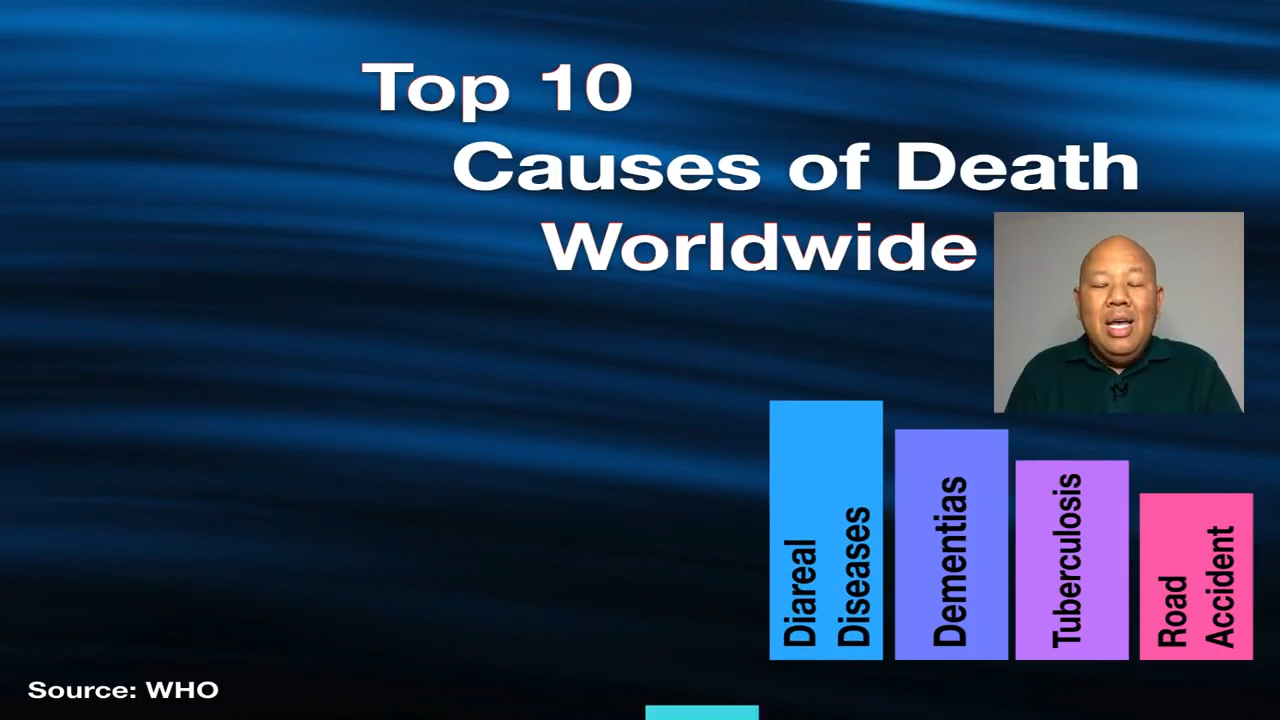 Top 10
Causes of Death
Worldwide
Diareal
Diseases
Dementias
Tuberculosis
Road
Accident
Source: WHO